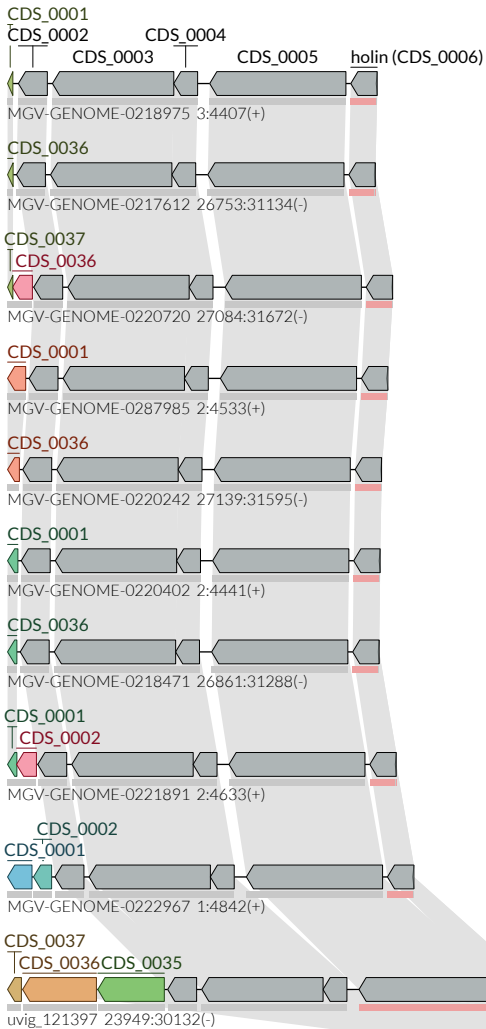 CDS_0001
CDS_0002 CDS_0004
CDS_0003 CDS_0005 holin (CDS_0006)
MGV-GENOME-0218975 3:4407(+)
CDS_0036
MGV-GENOME-0217612 26753:31134(-)
CDS_0037
CDS_0036
MGV-GENOME-0220720 27084:31672(-)
CDS_0001
MGV-GENOME-0287985 2:4533(+)
CDS_0036
MGV-GENOME-0220242 27139:31595(-)
CDS_0001
MGV-GENOME-0220402 2:4441(+)
CDS_0036
MGV-GENOME-0218471 26861:31288(-)
CDS_0001
CDS_0002
MGV-GENOME-0221891 2:4633(+)
CDS_0002
CDS_0001
MGV-GENOME-0222967 1:4842(+)
CDS_0037
CDS_0036 CDS_0035
uvig_121397 23949:30132(-)